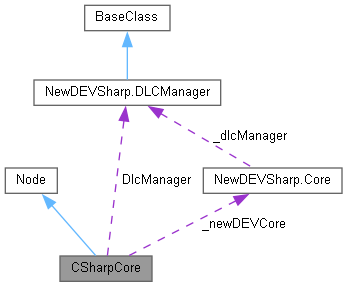 BaseClass
NewDEVSharp.DLCManager
_dlcManager
DlcManager
Node
NewDEVSharp.Core
_newDEVCore
CSharpCore